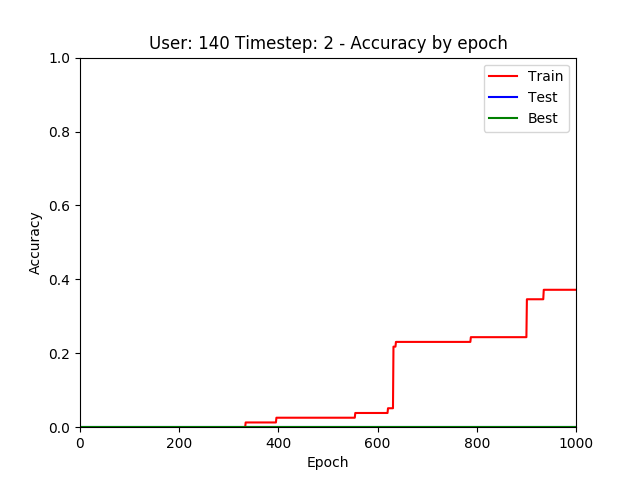 User: 140 Timestep: 2 - Accuracy by epoch
1.0
0.8
0.6
0.4
0.2
0.0
Accuracy
Train
Test
Best
0 200 400 600 800 1000
Epoch